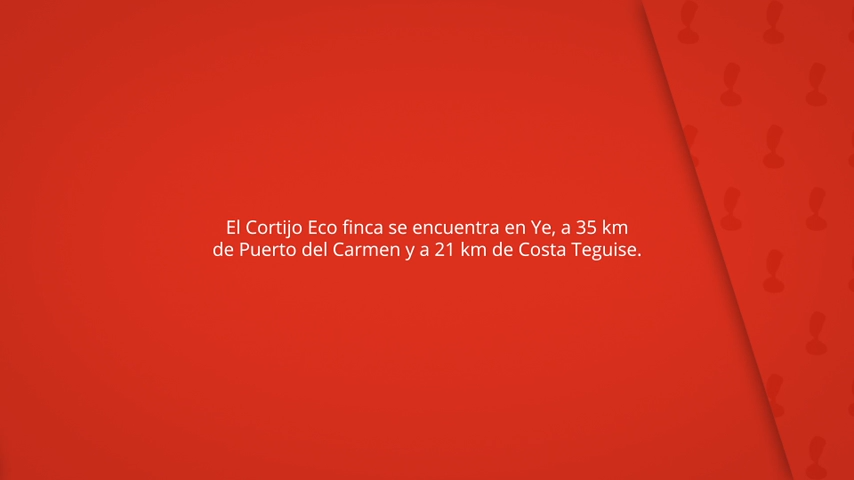 El Cortijo Eco finca se encuentra en Ye, a 35 km
de Puerto del Carmen y a 21 km de Costa Teguise.